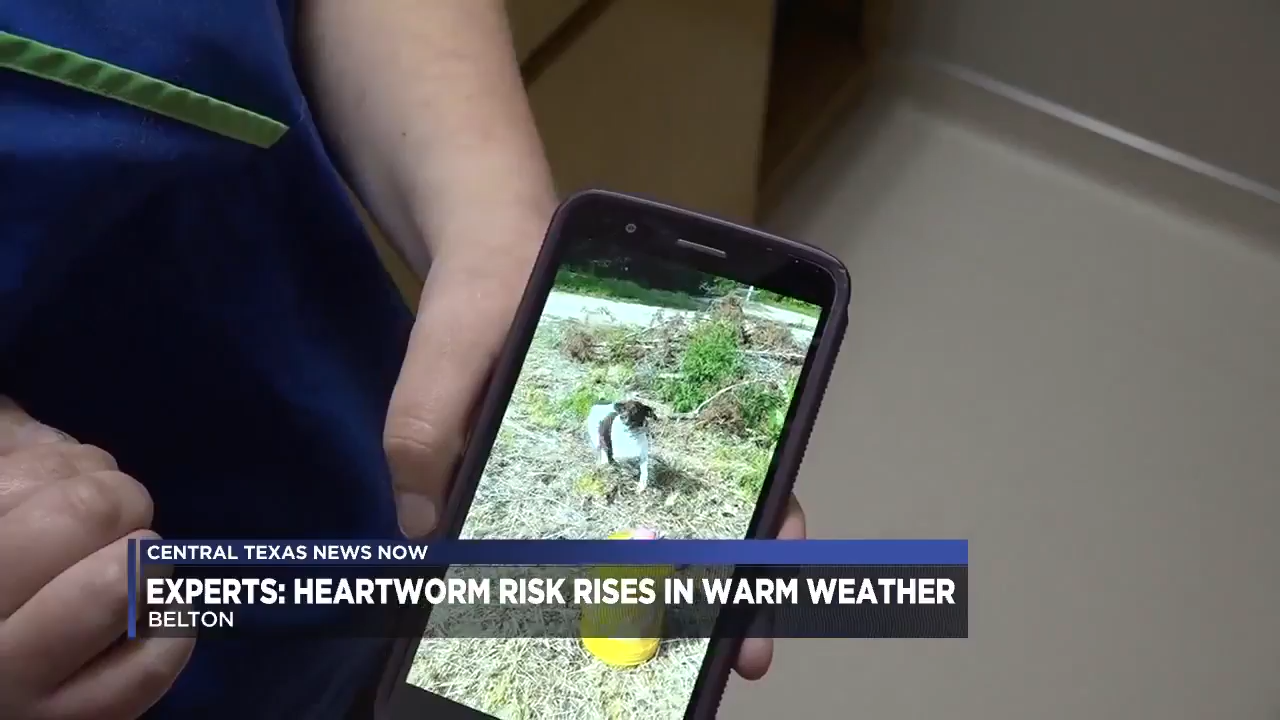 CENTRAL TEXAS NEWS NOW
EXPERTS: HEARTWORM RISK RISES IN WARM WEATHER
BELTON